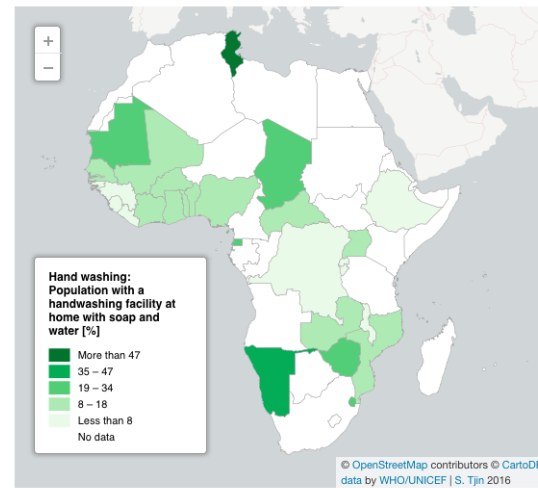 +
−
Hand washing:
Population with a
handwashing facility at
home with soap and
water [%]
More than 47
35 – 47
19 – 34
8 – 18
Less than 8
No data
© OpenStreetMap contributors © CartoDB
data by WHO/UNICEF | S. Tjin 2016